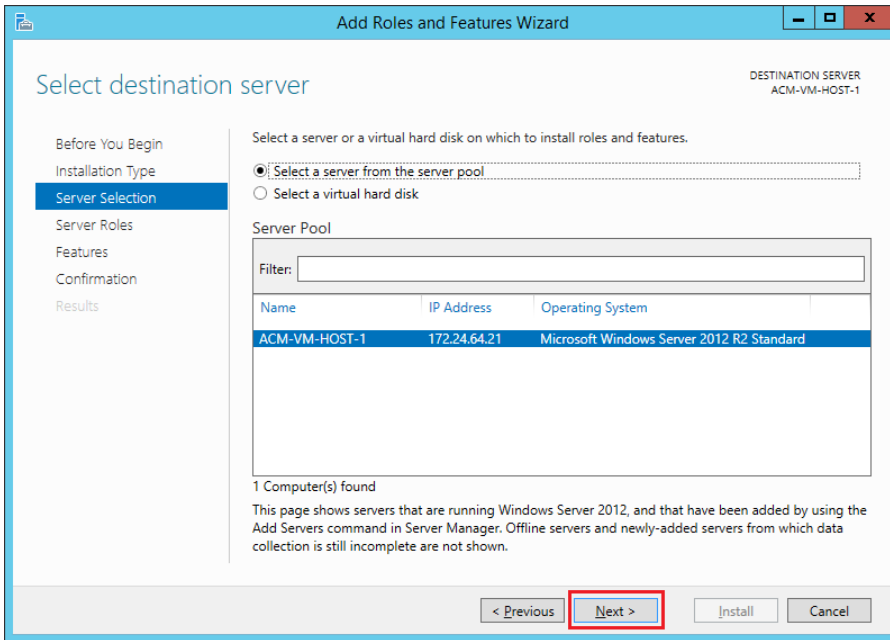 Add Roles and Features Wizard
Select destination server
DESTINATION SERVER
ACM-VM-HOST-1
Before You Begin
Installation Type
Server Selection
Server Roles
Features
Confirmation
Results
Select a server or a virtual hard disk on which to install roles and features.
Select a server from the server pool
Select a virtual hard disk
Server Pool
Filter:
Name IP Address Operating System
ACM-VM-HOST-1 172.24.64.21 Microsoft Windows Server 2012 R2 Standard
1 Computer(s) found
This page shows servers that are running Windows Server 2012, and that have been added by using the
Add Servers command in Server Manager. Offline servers and newly-added servers from which data
collection is still incomplete are not shown.
< Previous Next > Install Cancel